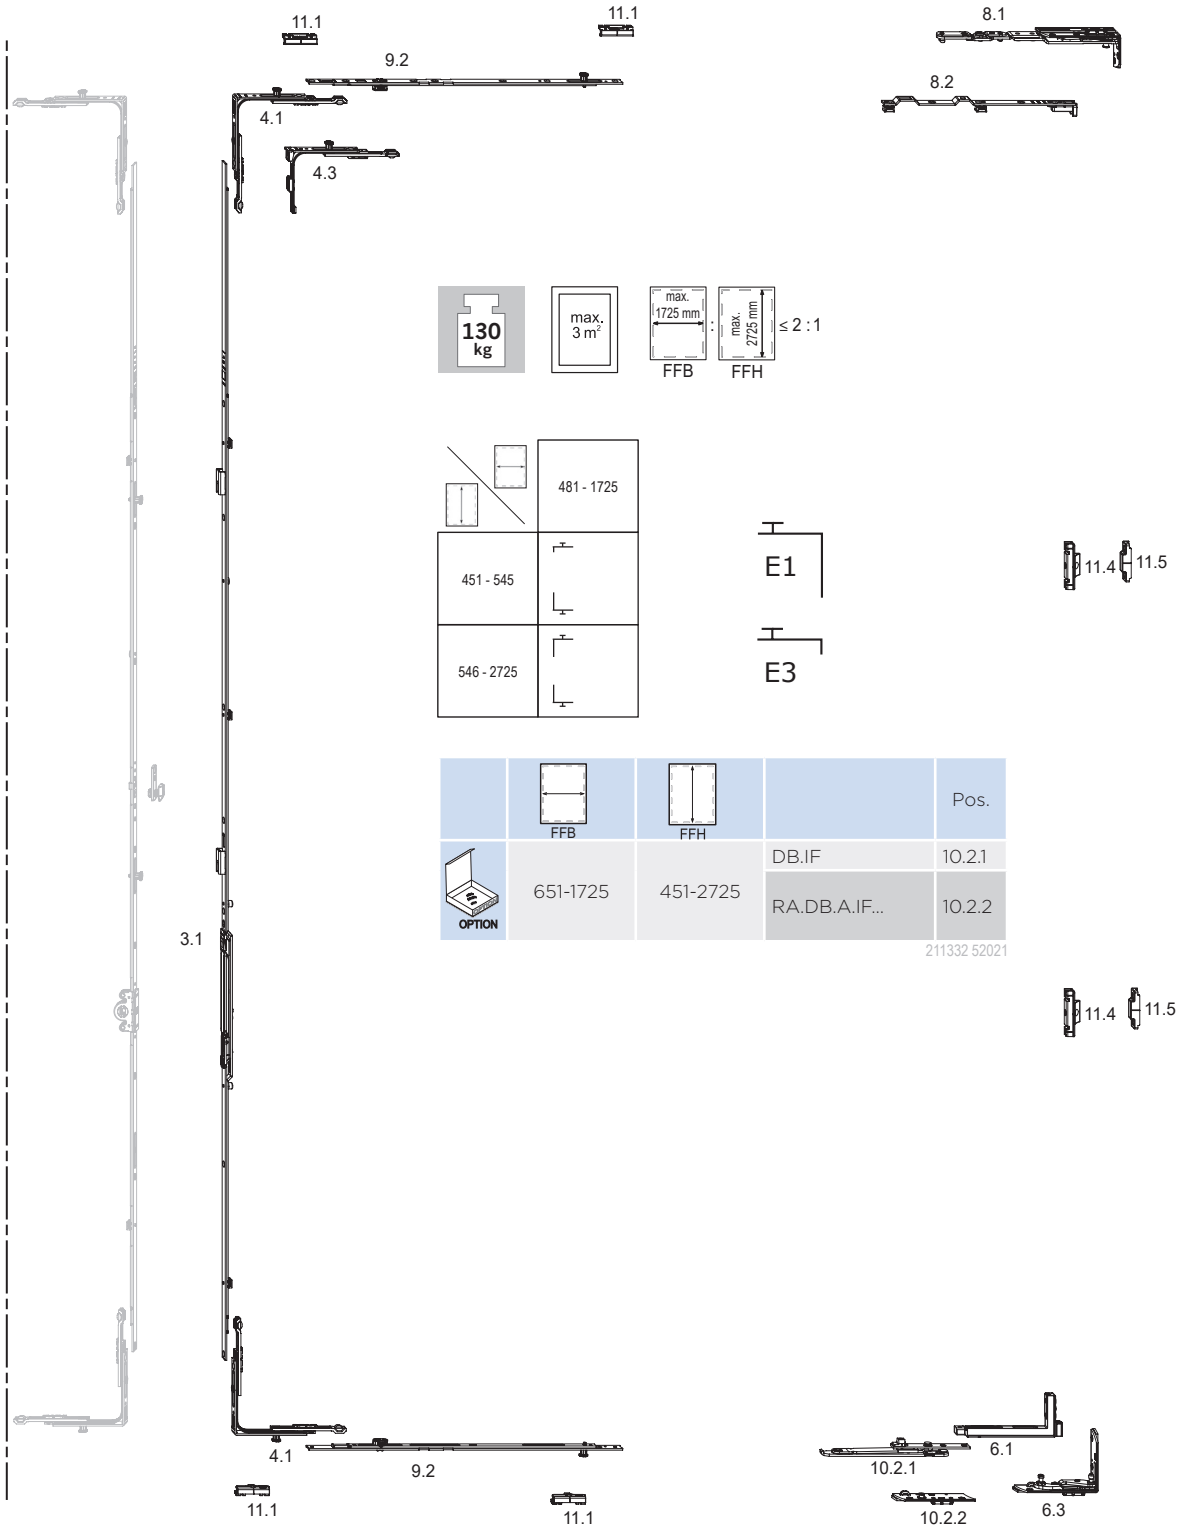 11.1
11.1
8.1
9.2
8.2
4.1
4.3
130
kg
max.
3 m²
max.
1725 mm
FFB
:
max.
2725 mm
FFH
≤ 2 : 1
481 - 1725
451 - 545
546 - 2725
E1
E3
11.4
11.5
FFB
FFH
Pos.
OPTION
651-1725
451-2725
DB.IF
10.2.1
RA.DB.A.IF...
10.2.2
211332 52021
3.1
11.4
11.5
4.1
9.2
10.2.1
6.1
11.1
11.1
10.2.2
6.3